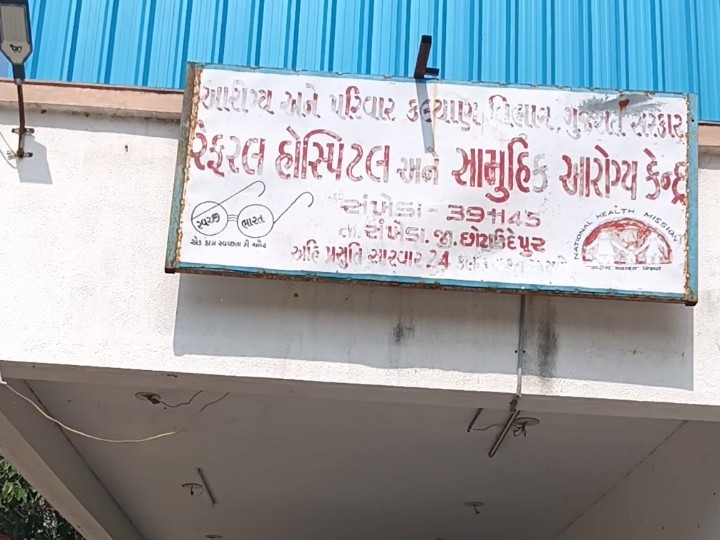 આરોગ્ય અને પરિવાર કલ્યાણ વિભાગ, ગુજરાત સરકાર
રેફરલ હોસ્પિટલ અને સામુહિક આરોગ્ય કેન્દ્ર
સંખેડા - 391145
તા. સંખેડા. જી. છોટાઉદેપુર
અહિં પ્રસુતિ સારવાર 24
સ્વચ્છ ભારત
એક કદમ સ્વચ્છતા કી ઓર
NATIONAL HEALTH MISSION